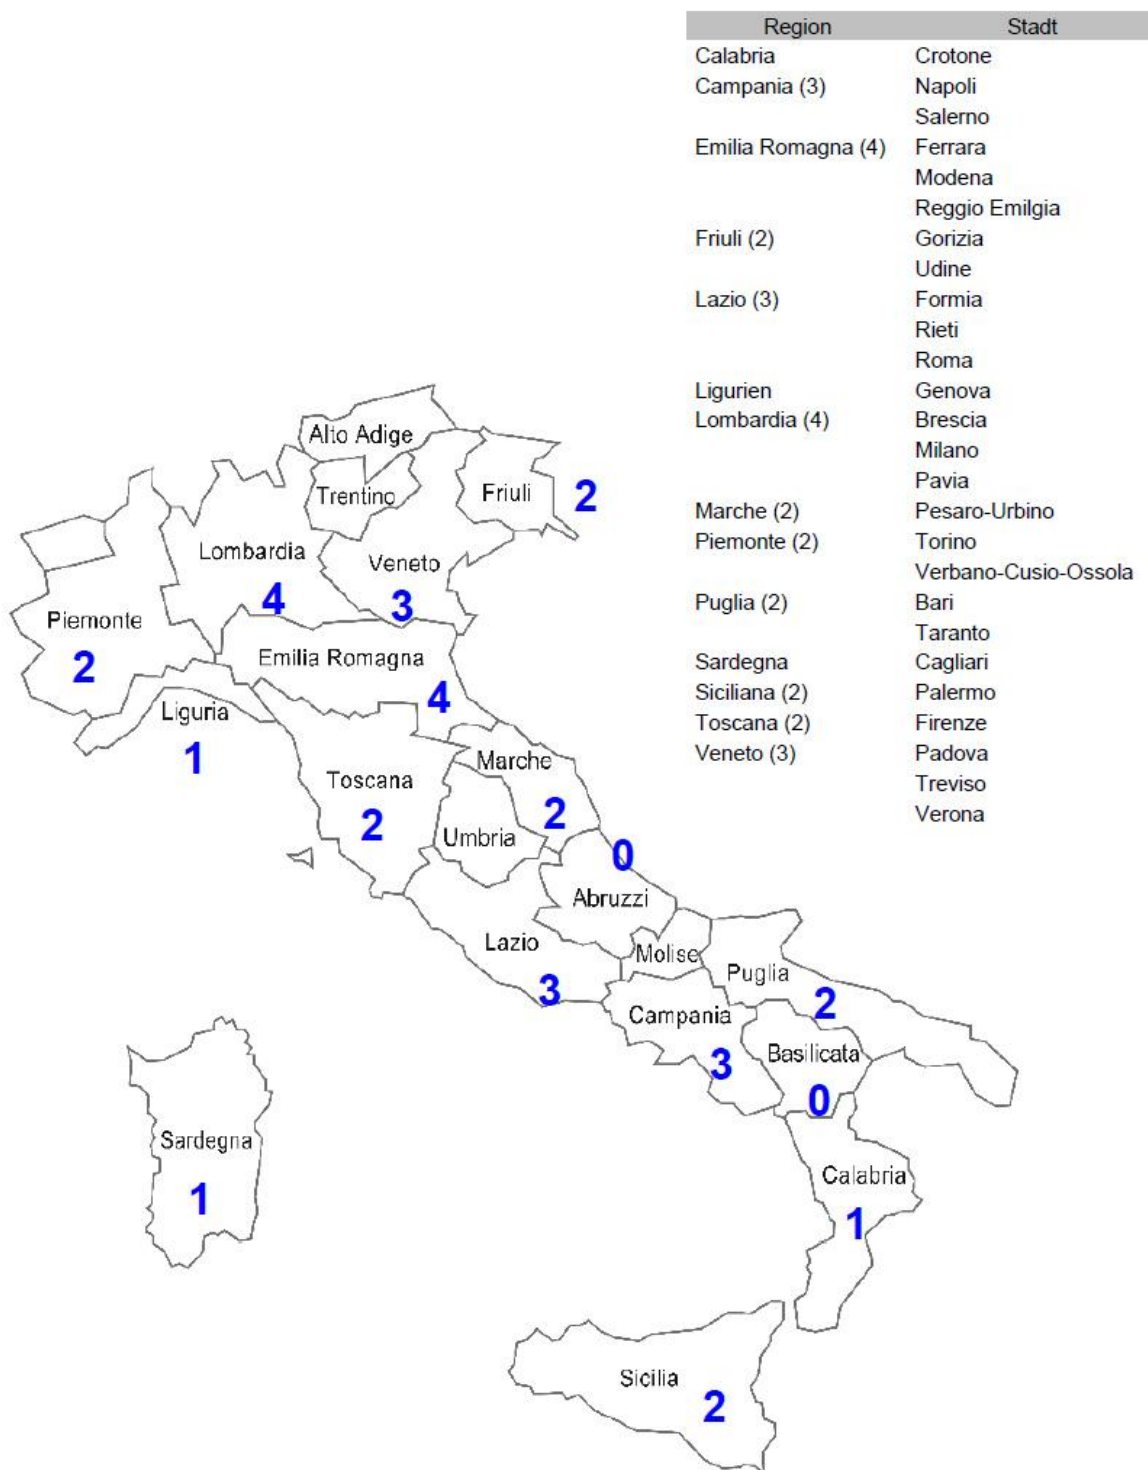 Region Stadt
Calabria Crotone
Campania (3) Napoli
Salerno
Emilia Romagna (4) Ferrara
Modena
Reggio Emilgia
Friuli (2) Gorizia
Udine
Lazio (3) Formia
Rieti
Roma
Ligurien Genova
Lombardia (4) Brescia
Milano
Pavia
Marche (2) Pesaro-Urbino
Piemonte (2) Torino
Verbano-Cusio-Ossola
Puglia (2) Bari
Taranto
Sardegna Cagliari
Siciliana (2) Palermo
Toscana (2) Firenze
Veneto (3) Padova
Treviso
Verona
Alto Adige
Trentino
Friuli
2
Lombardia
4
Veneto
3
Piemonte
2
Emilia Romagna
4
Liguria
1
Toscana
2
Marche
2
Umbria
0
Abruzzi
Lazio
3
Molise
Puglia
2
Campania
3
Basilicata
0
Sardegna
1
Calabria
1
Sicilia
2